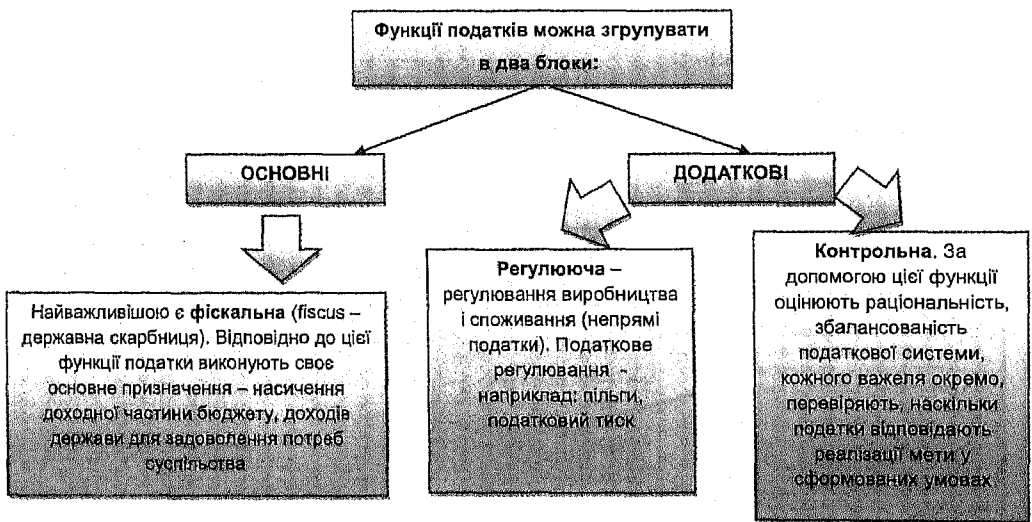 Функції податків можна згрупувати
в два блоки:
ОСНОВНІ
ДОДАТКОВІ
Найважливішою є фіскальна (fiscus –
державна скарбниця). Відповідно до цієї
функції податки виконують своє
основне призначення – насичення
доходної частини бюджету, доходів
держави для задоволення потреб
суспільства
Регулююча –
регулювання виробництва
і споживання (непрямі
податки). Податкове
регулювання -
наприклад: пільги,
податковий тиск
Контрольна. За
допомогою цієї функції
оцінюють раціональність,
збалансованість
податкової системи,
кожного важеля окремо,
перевіряють, наскільки
податки відповідають
реалізації мети у
сформованих умовах.